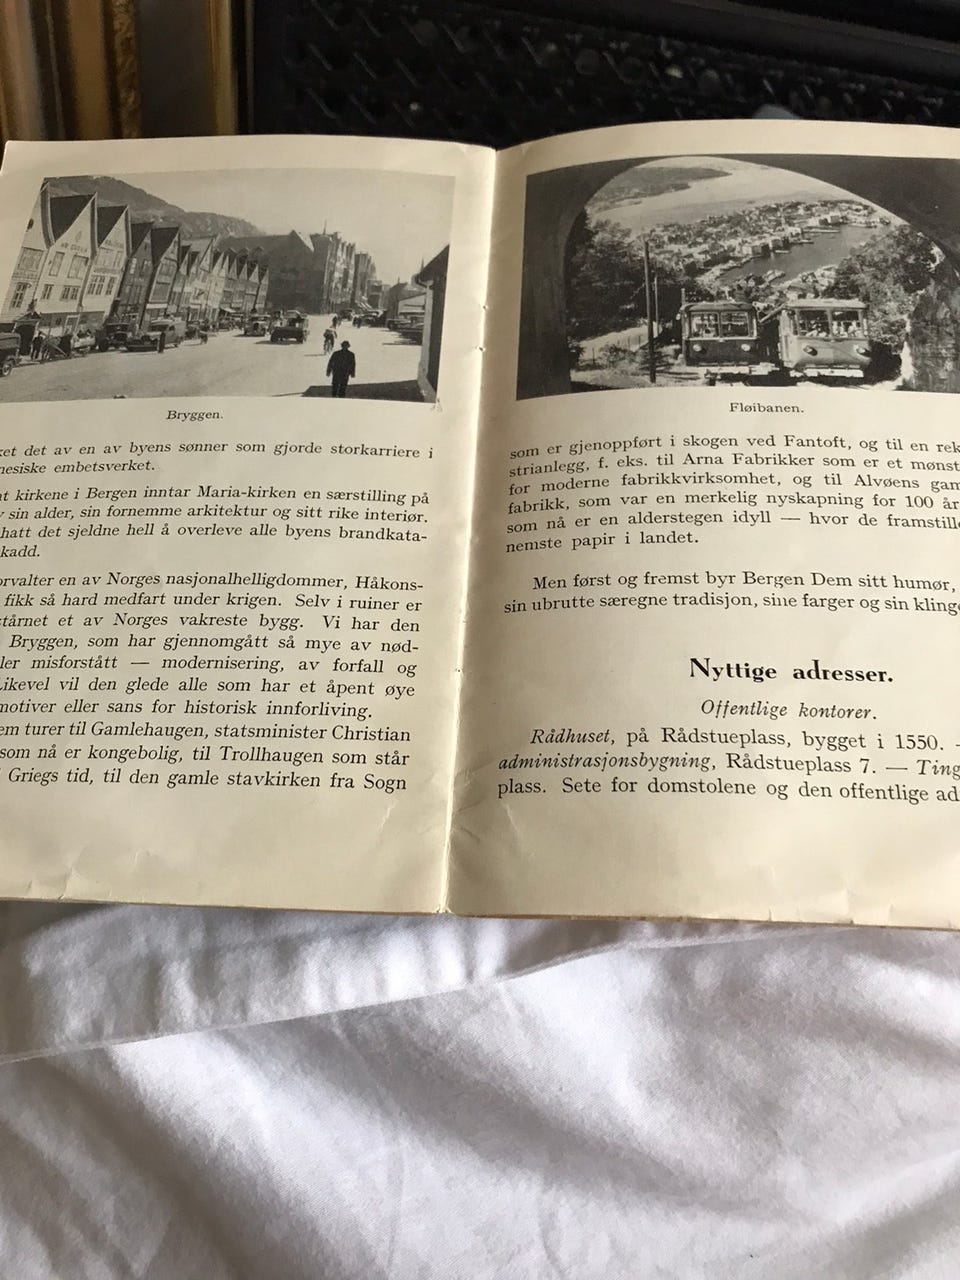 Bryggen.
ket det av en av byens sønner som gjorde storkarriere i
nesiske embetsverket.
at kirkene i Bergen inntar Maria-kirken en særstilling på
v sin alder, sin fornemme arkitektur og sitt rike interiør.
hatt det sjeldne hell å overleve alle byens brandkata-
kadd.
orvalter en av Norges nasjonalhelligdommer, Håkons-
fikk så hard medfart under krigen. Selv i ruiner er
tårnet et av Norges vakreste bygg. Vi har den
Bryggen, som har gjennomgått så mye av nød-
ler misforstått — modernisering, av forfall og
Likevel vil den glede alle som har et åpent øye
motiver eller sans for historisk innforliving.
em turer til Gamlehaugen, statsminister Christian
som nå er kongebolig, til Trollhaugen som står
Griegs tid, til den gamle stavkirken fra Sogn
Fløibanen.
som er gjenoppført i skogen ved Fantoft, og til en rek
strianlegg, f. eks. til Arna Fabrikker som er et mønst
for moderne fabrikkvirksomhet, og til Alvøens gam
fabrikk, som var en merkelig nyskapning for 100 år
som nå er en alderstegen idyll — hvor de framstille
nemste papir i landet.
Men først og fremst byr Bergen Dem sitt humør,
sin ubrutte særegne tradisjon, sine farger og sin klinge
Nyttige adresser.
Offentlige kontorer.
Rådhuset, på Rådstueplass, bygget i 1550. -
administrasjonsbygning, Rådstueplass 7. — Ting
plass. Sete for domstolene og den offentlige ad